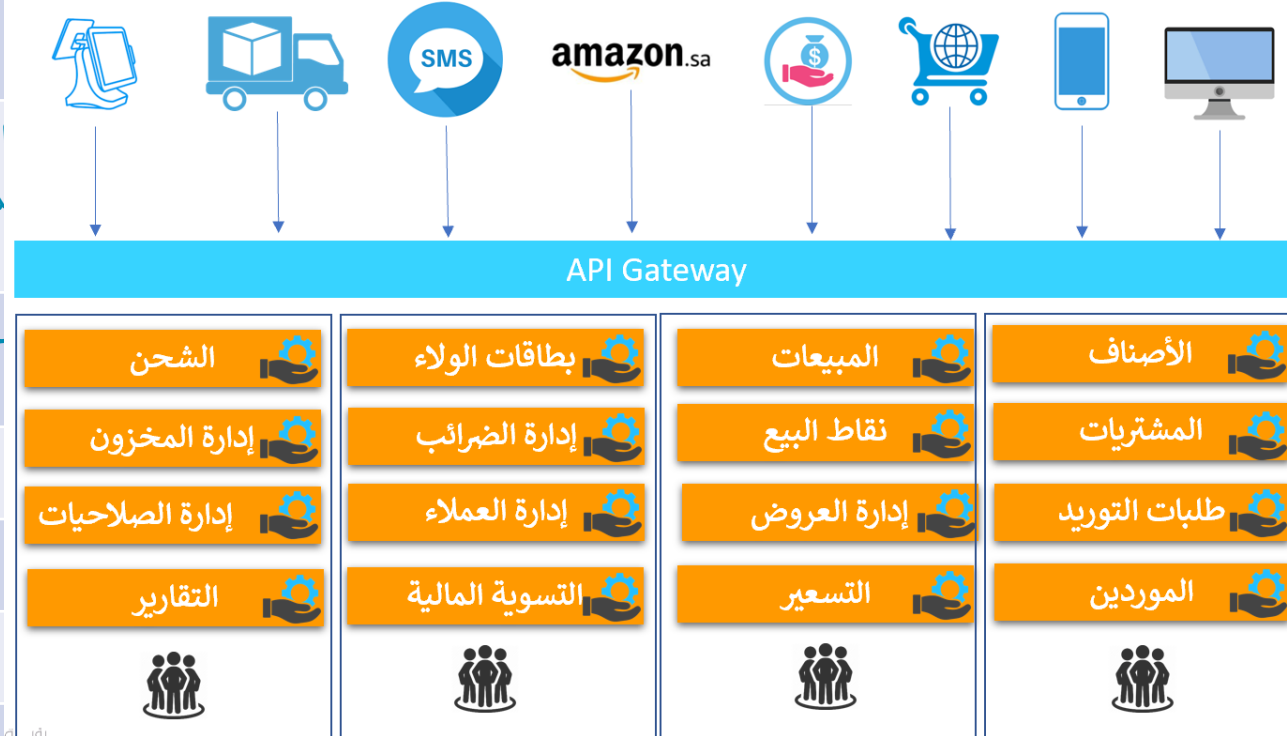 SMS
amazon.sa
API Gateway
الأصناف
المشتريات
طلبات التوريد
الموردين
المبيعات
نقاط البيع
إدارة العروض
التسعير
بطاقات الولاء
إدارة الضرائب
إدارة العملاء
التسوية المالية
الشحن
إدارة المخزون
إدارة الصلاحيات
التقارير